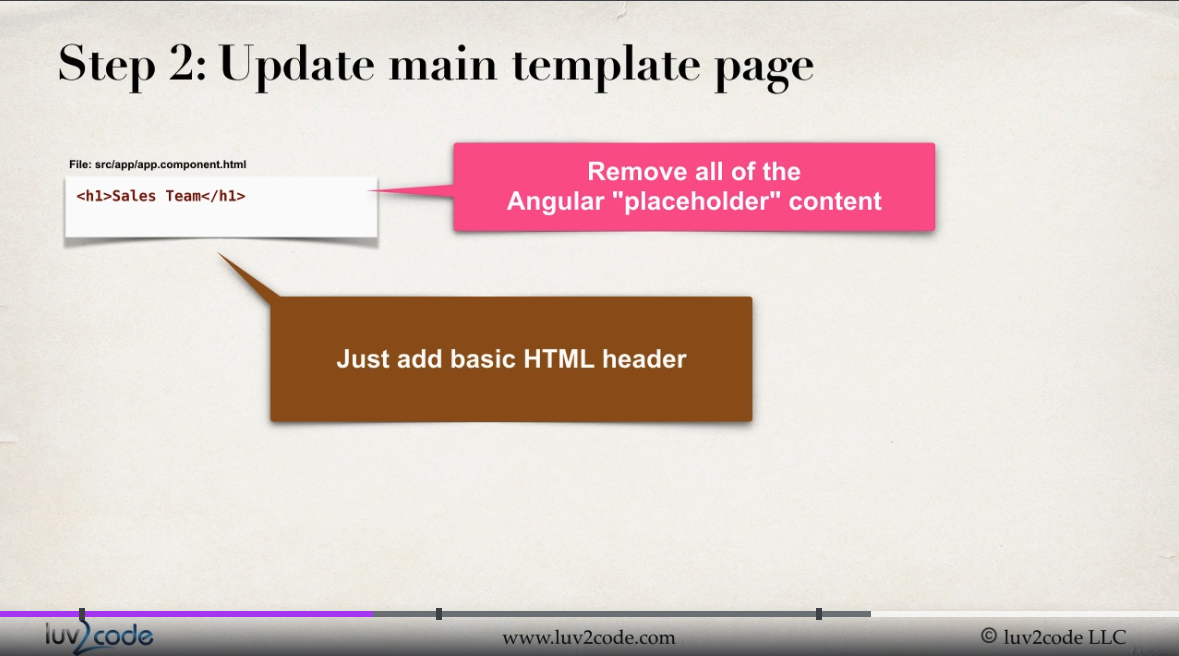 Step 2: Update main template page
File: src/app/app.component.html
<h1>Sales Team</h1>
Remove all of the
Angular "placeholder" content
Just add basic HTML header
luv2code
www.luv2code.com
© luv2code LLC